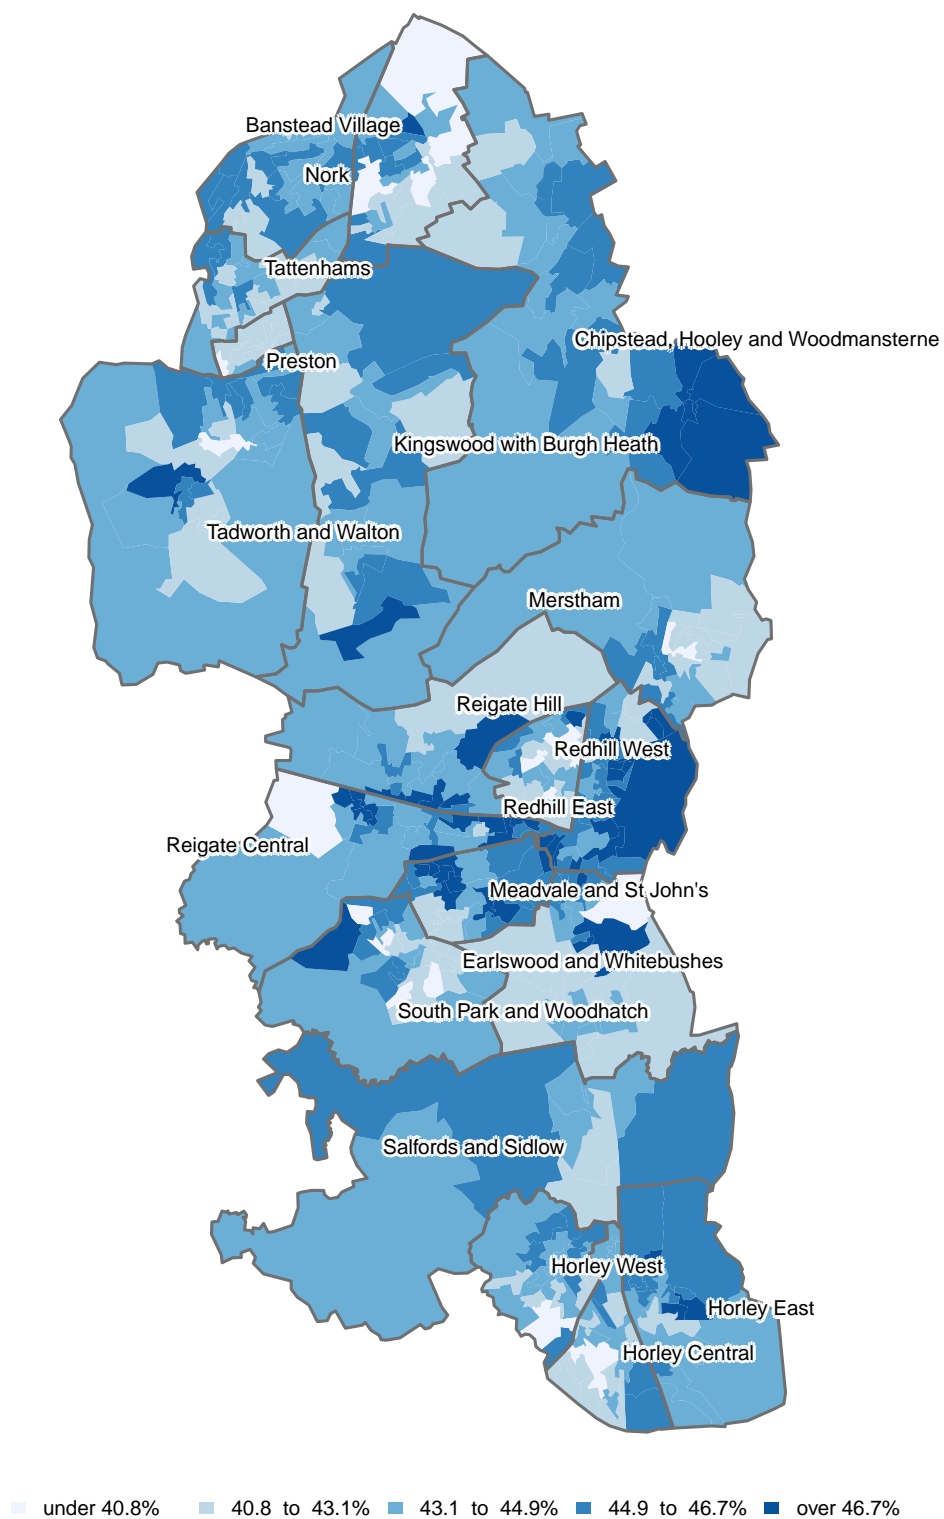 Banstead Village
Nork
Tattenhams
Chipstead, Hooley and Woodmansterne
Preston
Kingswood with Burgh Heath
Tadworth and Walton
Merstham
Reigate Hill
Redhill West
Redhill East
Reigate Central
Meadvale and St John's
Earlswood and Whitebushes
South Park and Woodhatch
Salfords and Sidlow
Horley West
Horley East
Horley Central
under 40.8% 40.8 to 43.1% 43.1 to 44.9% 44.9 to 46.7% over 46.7%